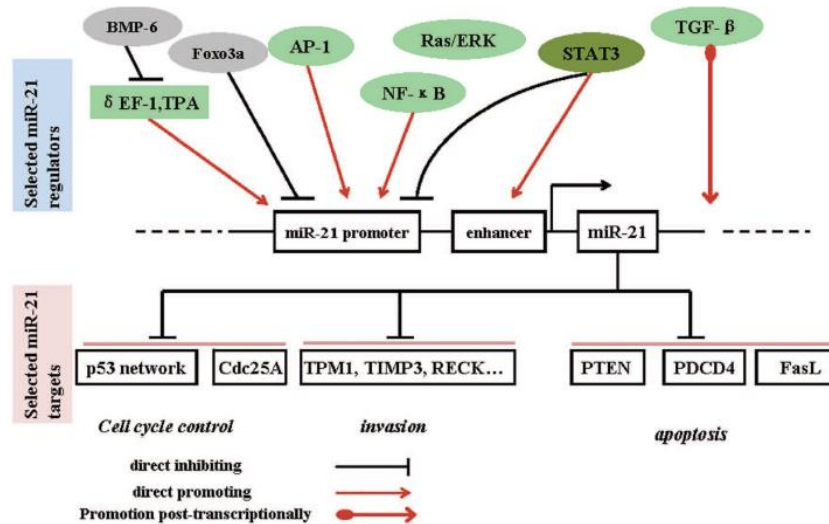 BMP-6
Foxo3a
AP-1
Ras/ERK
STAT3
TGF- β
δ EF-1,TPA
NF- κ B
Selected miR-21
regulators
miR-21 promoter
enhancer
miR-21
Selected miR-21
targets
p53 network
Cdc25A
TPM1, TIMP3, RECK...
PTEN
PDCD4
FasL
Cell cycle control
invasion
apoptosis
direct inhibiting
direct promoting
Promotion post-transcriptionally